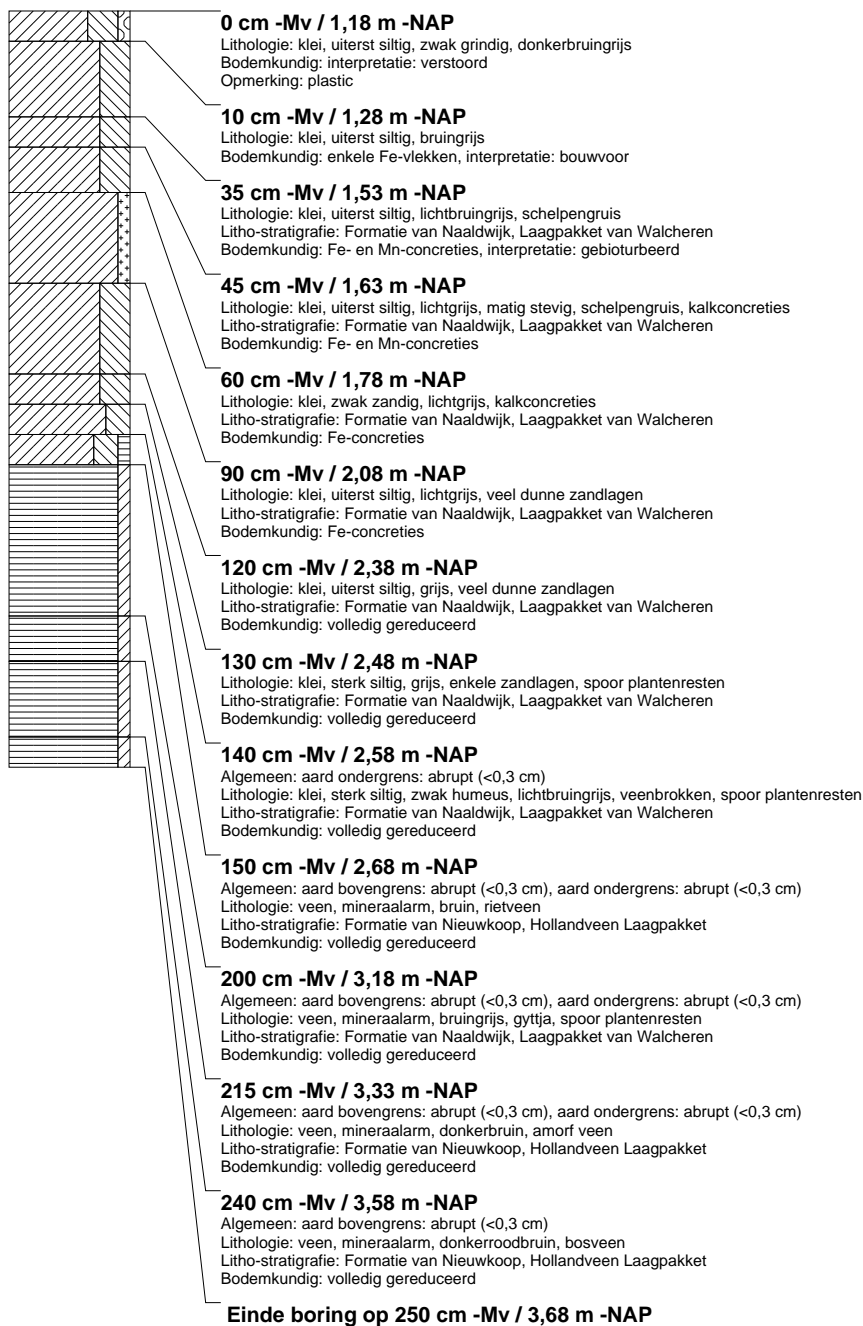 0 cm -Mv / 1,18 m -NAP
Lithologie: klei, uiterst siltig, zwak grindig, donkerbruingrijs
Bodemkundig: interpretatie: verstoord
Opmerking: plastic
10 cm -Mv / 1,28 m -NAP
Lithologie: klei, uiterst siltig, bruingrijs
Bodemkundig: enkele Fe-vlekken, interpretatie: bouwvoor
35 cm -Mv / 1,53 m -NAP
Lithologie: klei, uiterst siltig, lichtbruingrijs, schelpengruis
Litho-stratigrafie: Formatie van Naaldwijk, Laagpakket van Walcheren
Bodemkundig: Fe- en Mn-concreties, interpretatie: gebioturbeerd
45 cm -Mv / 1,63 m -NAP
Lithologie: klei, uiterst siltig, lichtgrijs, matig stevig, schelpengruis, kalkconcreties
Litho-stratigrafie: Formatie van Naaldwijk, Laagpakket van Walcheren
Bodemkundig: Fe- en Mn-concreties
60 cm -Mv / 1,78 m -NAP
Lithologie: klei, zwak zandig, lichtgrijs, kalkconcreties
Litho-stratigrafie: Formatie van Naaldwijk, Laagpakket van Walcheren
Bodemkundig: Fe-concreties
90 cm -Mv / 2,08 m -NAP
Lithologie: klei, uiterst siltig, lichtgrijs, veel dunne zandlagen
Litho-stratigrafie: Formatie van Naaldwijk, Laagpakket van Walcheren
Bodemkundig: Fe-concreties
120 cm -Mv / 2,38 m -NAP
Lithologie: klei, uiterst siltig, grijs, veel dunne zandlagen
Litho-stratigrafie: Formatie van Naaldwijk, Laagpakket van Walcheren
Bodemkundig: volledig gereduceerd
130 cm -Mv / 2,48 m -NAP
Lithologie: klei, sterk siltig, grijs, enkele zandlagen, spoor plantenresten
Litho-stratigrafie: Formatie van Naaldwijk, Laagpakket van Walcheren
Bodemkundig: volledig gereduceerd
140 cm -Mv / 2,58 m -NAP
Algemeen: aard ondergrens: abrupt (<0,3 cm)
Lithologie: klei, sterk siltig, zwak humeus, lichtbruingrijs, veenbrokken, spoor plantenresten
Litho-stratigrafie: Formatie van Naaldwijk, Laagpakket van Walcheren
Bodemkundig: volledig gereduceerd
150 cm -Mv / 2,68 m -NAP
Algemeen: aard bovengrens: abrupt (<0,3 cm), aard ondergrens: abrupt (<0,3 cm)
Lithologie: veen, mineraalarm, bruin, rietveen
Litho-stratigrafie: Formatie van Nieuwkoop, Hollandveen Laagpakket
Bodemkundig: volledig gereduceerd
200 cm -Mv / 3,18 m -NAP
Algemeen: aard bovengrens: abrupt (<0,3 cm), aard ondergrens: abrupt (<0,3 cm)
Lithologie: veen, mineraalarm, bruingrijs, gyttja, spoor plantenresten
Litho-stratigrafie: Formatie van Naaldwijk, Laagpakket van Walcheren
Bodemkundig: volledig gereduceerd
215 cm -Mv / 3,33 m -NAP
Algemeen: aard bovengrens: abrupt (<0,3 cm), aard ondergrens: abrupt (<0,3 cm)
Lithologie: veen, mineraalarm, donkerbruin, amorf veen
Litho-stratigrafie: Formatie van Nieuwkoop, Hollandveen Laagpakket
Bodemkundig: volledig gereduceerd
240 cm -Mv / 3,58 m -NAP
Algemeen: aard bovengrens: abrupt (<0,3 cm)
Lithologie: veen, mineraalarm, donkerroodbruin, bosveen
Litho-stratigrafie: Formatie van Nieuwkoop, Hollandveen Laagpakket
Bodemkundig: volledig gereduceerd
Einde boring op 250 cm -Mv / 3,68 m -NAP